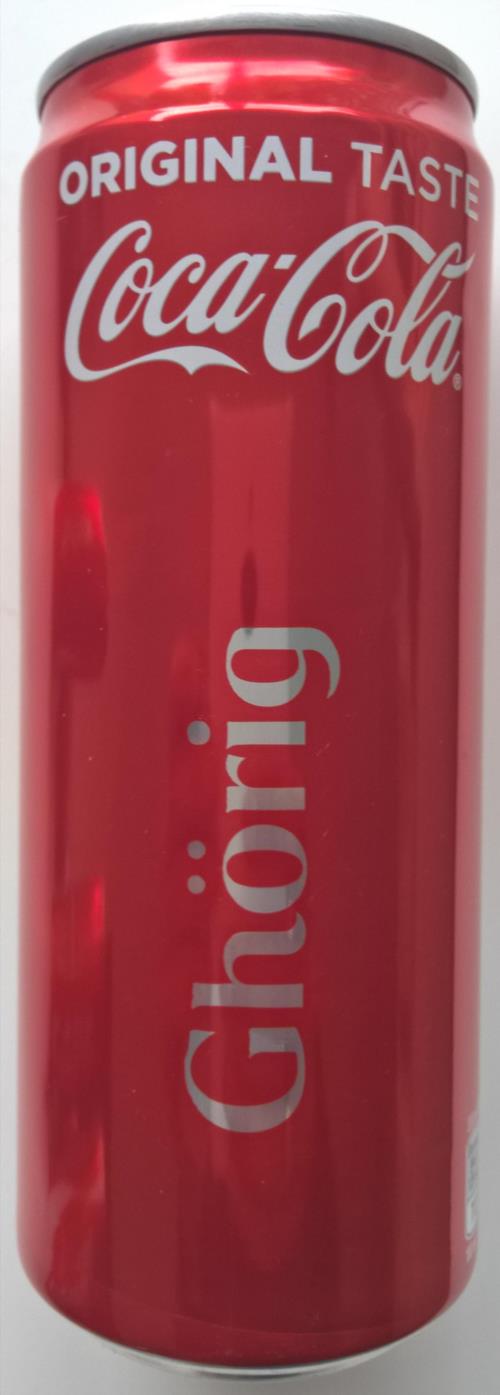 ORIGINAL TASTE
Coca-Cola®
Ghörig